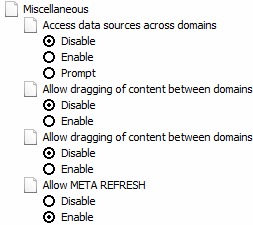 Miscellaneous
Access data sources across domains
Disable
Enable
Prompt
Allow dragging of content between domains
Disable
Enable
Allow dragging of content between domains
Disable
Enable
Allow META REFRESH
Disable
Enable